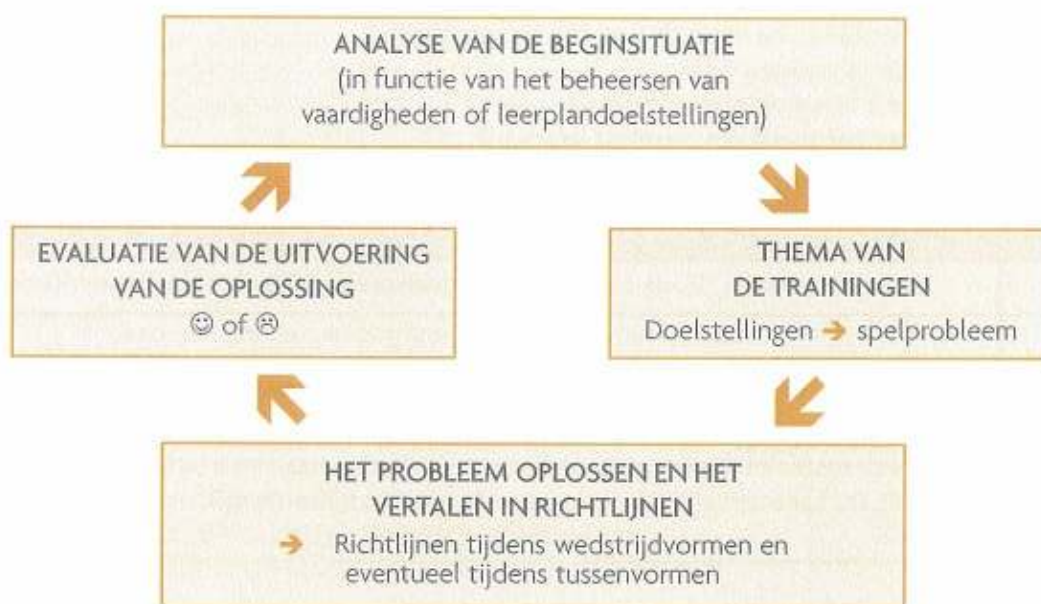 ANALYSE VAN DE BEGINSITUATIE
(in functie van het beheersen van
vaardigheden of leerplandoelstellingen)
THEMA VAN
DE TRAININGEN
Doelstellingen → spelprobleem
HET PROBLEEM OPLOSSEN EN HET
VERTALEN IN RICHTLIJNEN
→ Richtlijnen tijdens wedstrijdvormen en
eventueel tijdens tussenvormen
EVALUATIE VAN DE UITVOERING
VAN DE OPLOSSING
☺ of ☹